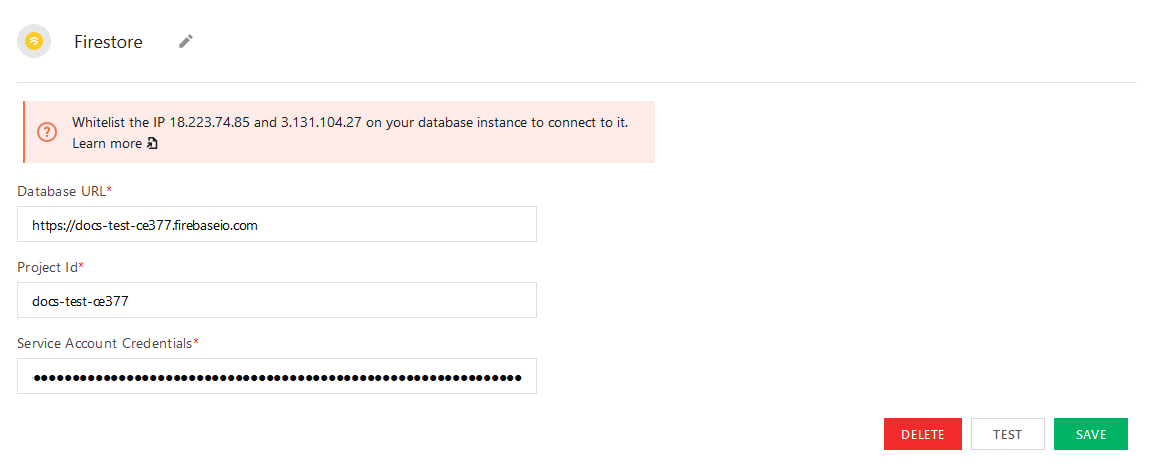 Firestore
Whitelist the IP 18.223.74.85 and 3.131.104.27 on your database instance to connect to it.
Learn more
Database URL*
https://docs-test-ce377.firebaseio.com
Project Id*
docs-test-ce377
Service Account Credentials*
DELETE TEST SAVE